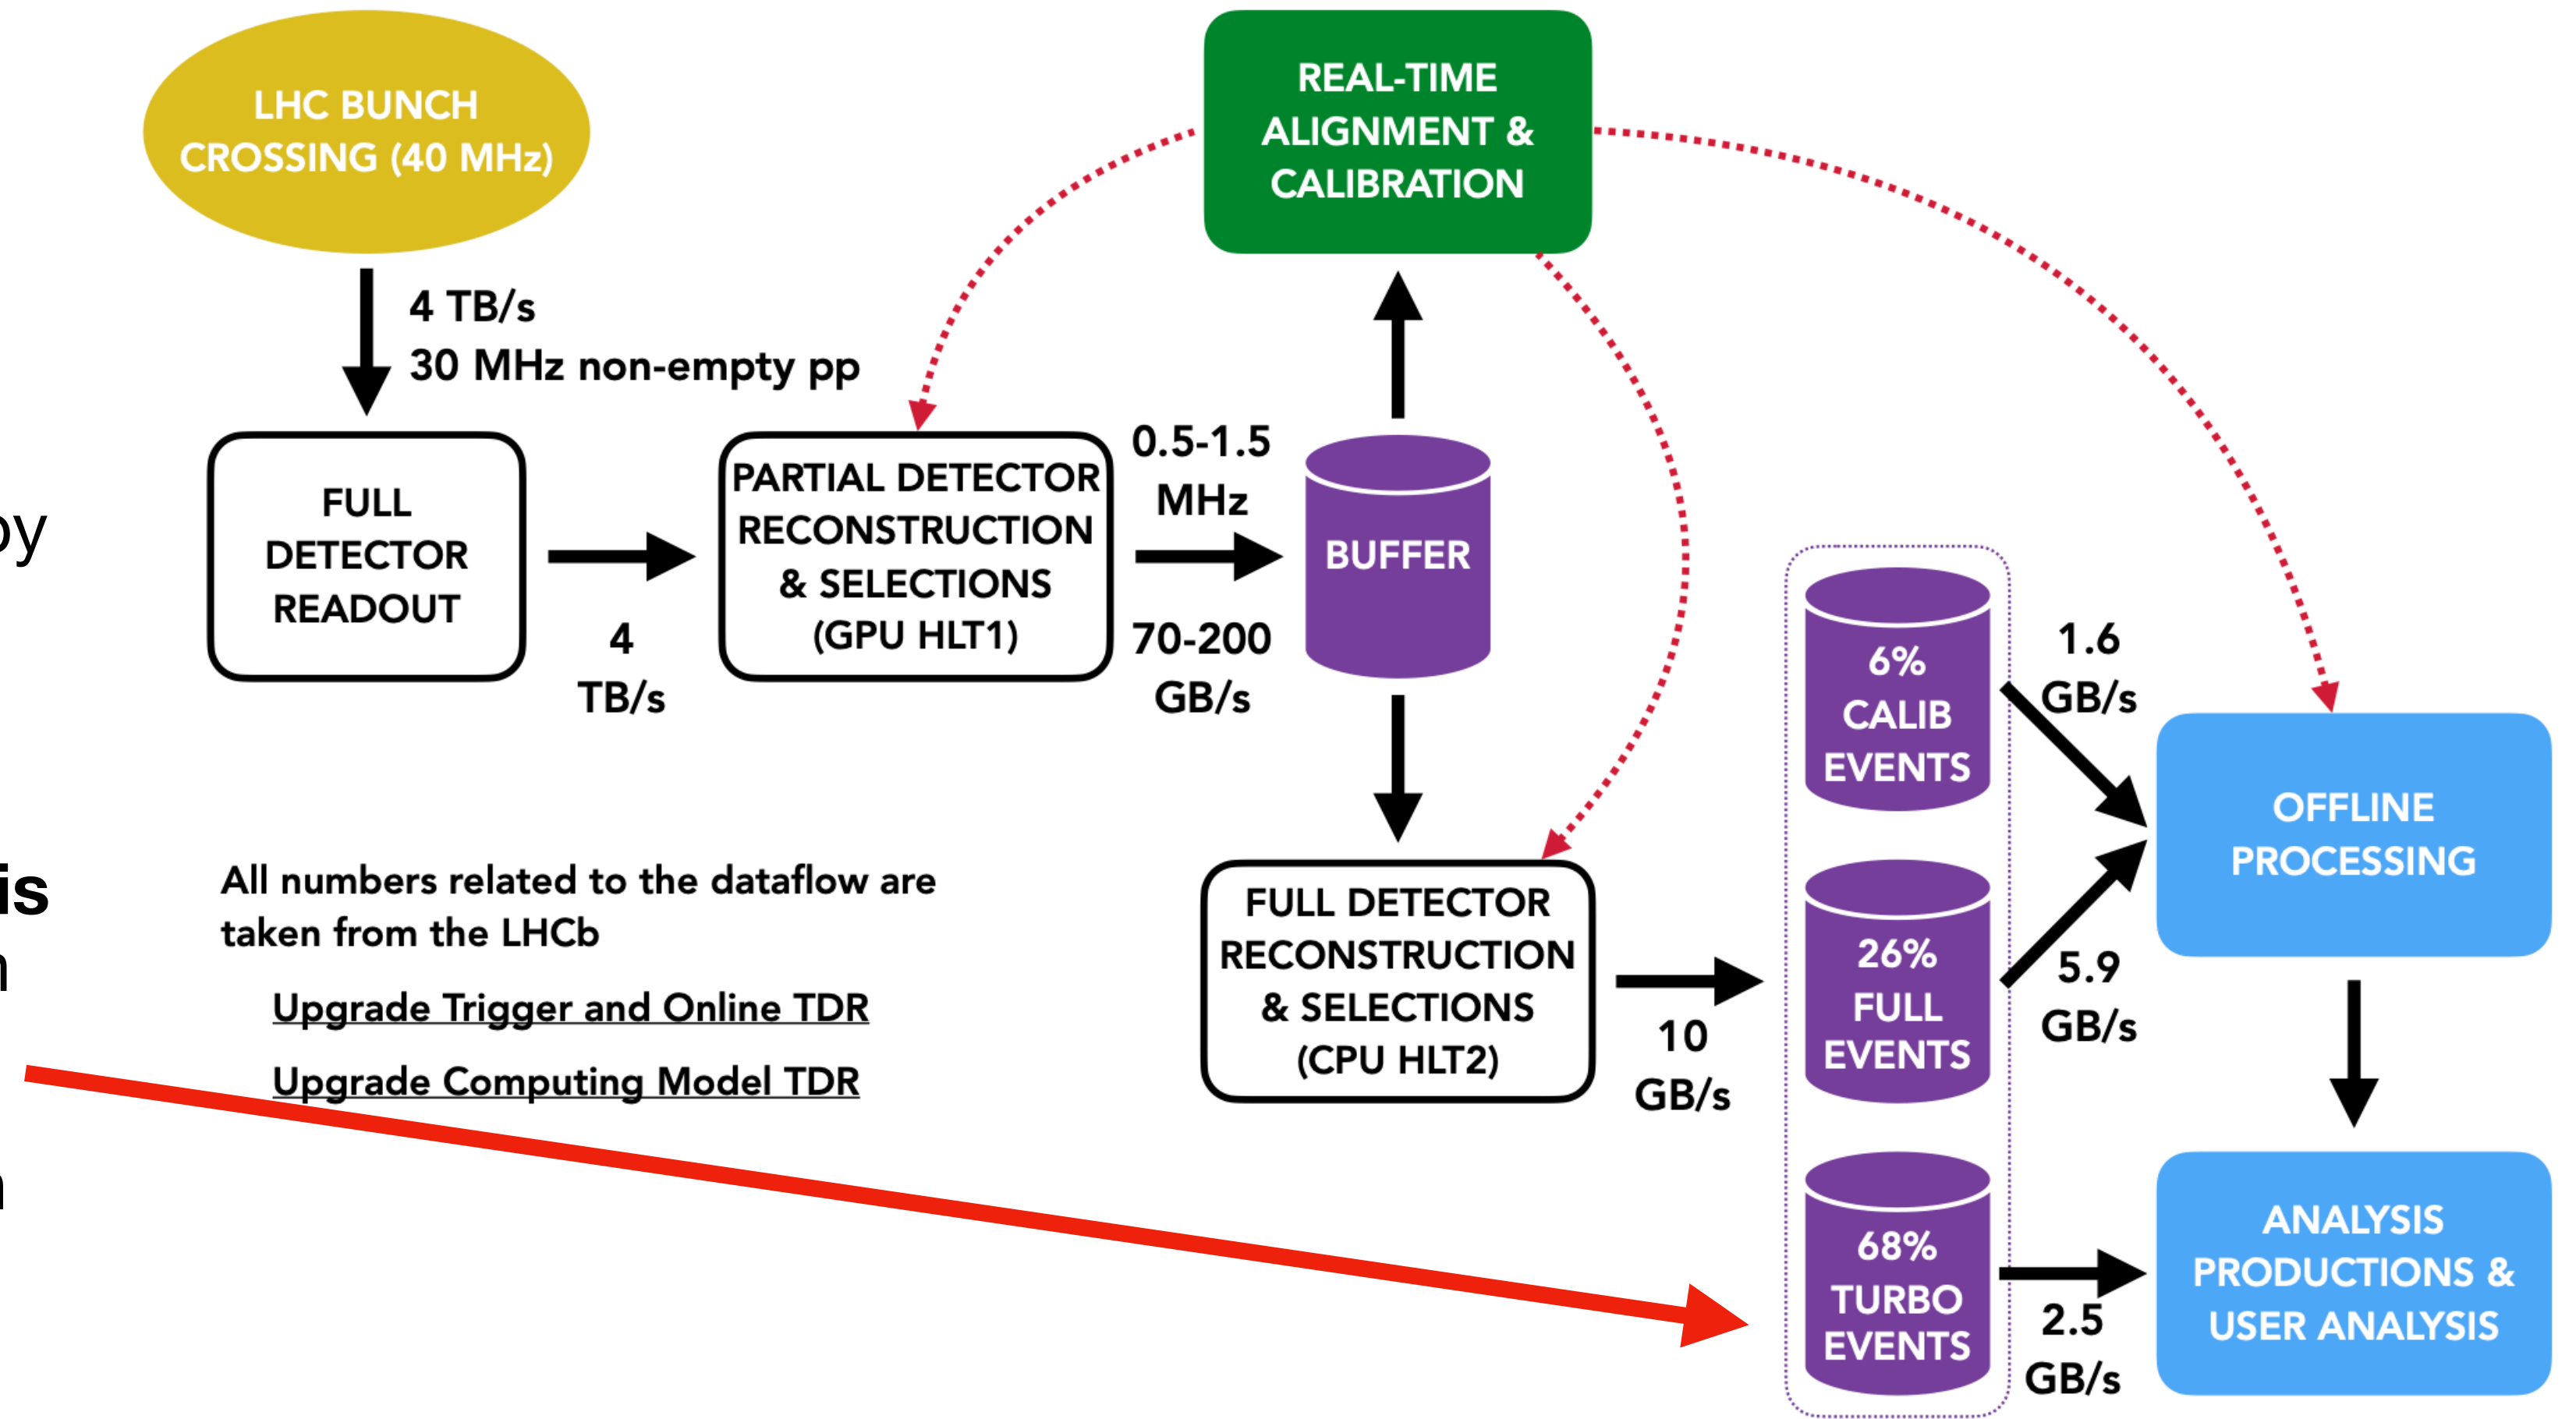 LHC BUNCH
CROSSING (40 MHz)
REAL-TIME
ALIGNMENT &
CALIBRATION
4 TB/s
30 MHz non-empty pp
by
FULL
DETECTOR
READOUT
4
TB/s
PARTIAL DETECTOR
RECONSTRUCTION
& SELECTIONS
(GPU HLT1)
0.5-1.5
MHz
70-200
GB/s
BUFFER
is
All numbers related to the dataflow are
taken from the LHCb
Upgrade Trigger and Online TDR
Upgrade Computing Model TDR
FULL DETECTOR
RECONSTRUCTION
& SELECTIONS
(CPU HLT2)
10
GB/s
6%
CALIB
EVENTS
1.6
GB/s
26%
FULL
EVENTS
5.9
GB/s
68%
TURBO
EVENTS
2.5
GB/s
OFFLINE
PROCESSING
ANALYSIS
PRODUCTIONS &
USER ANALYSIS